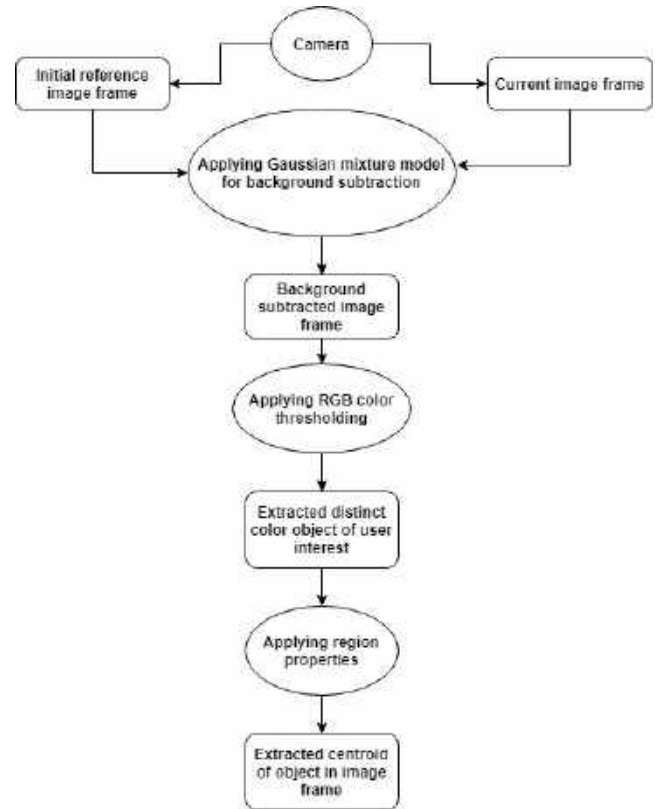 Camera
Initial reference
image frame
Current image frame
Applying Gaussian mixture model
for background subtraction
Background
subtracted image
frame
Applying RGB color
thresholding
Extracted distinct
color object of user
interest
Applying region
properties
Extracted centroid
of object in image
frame